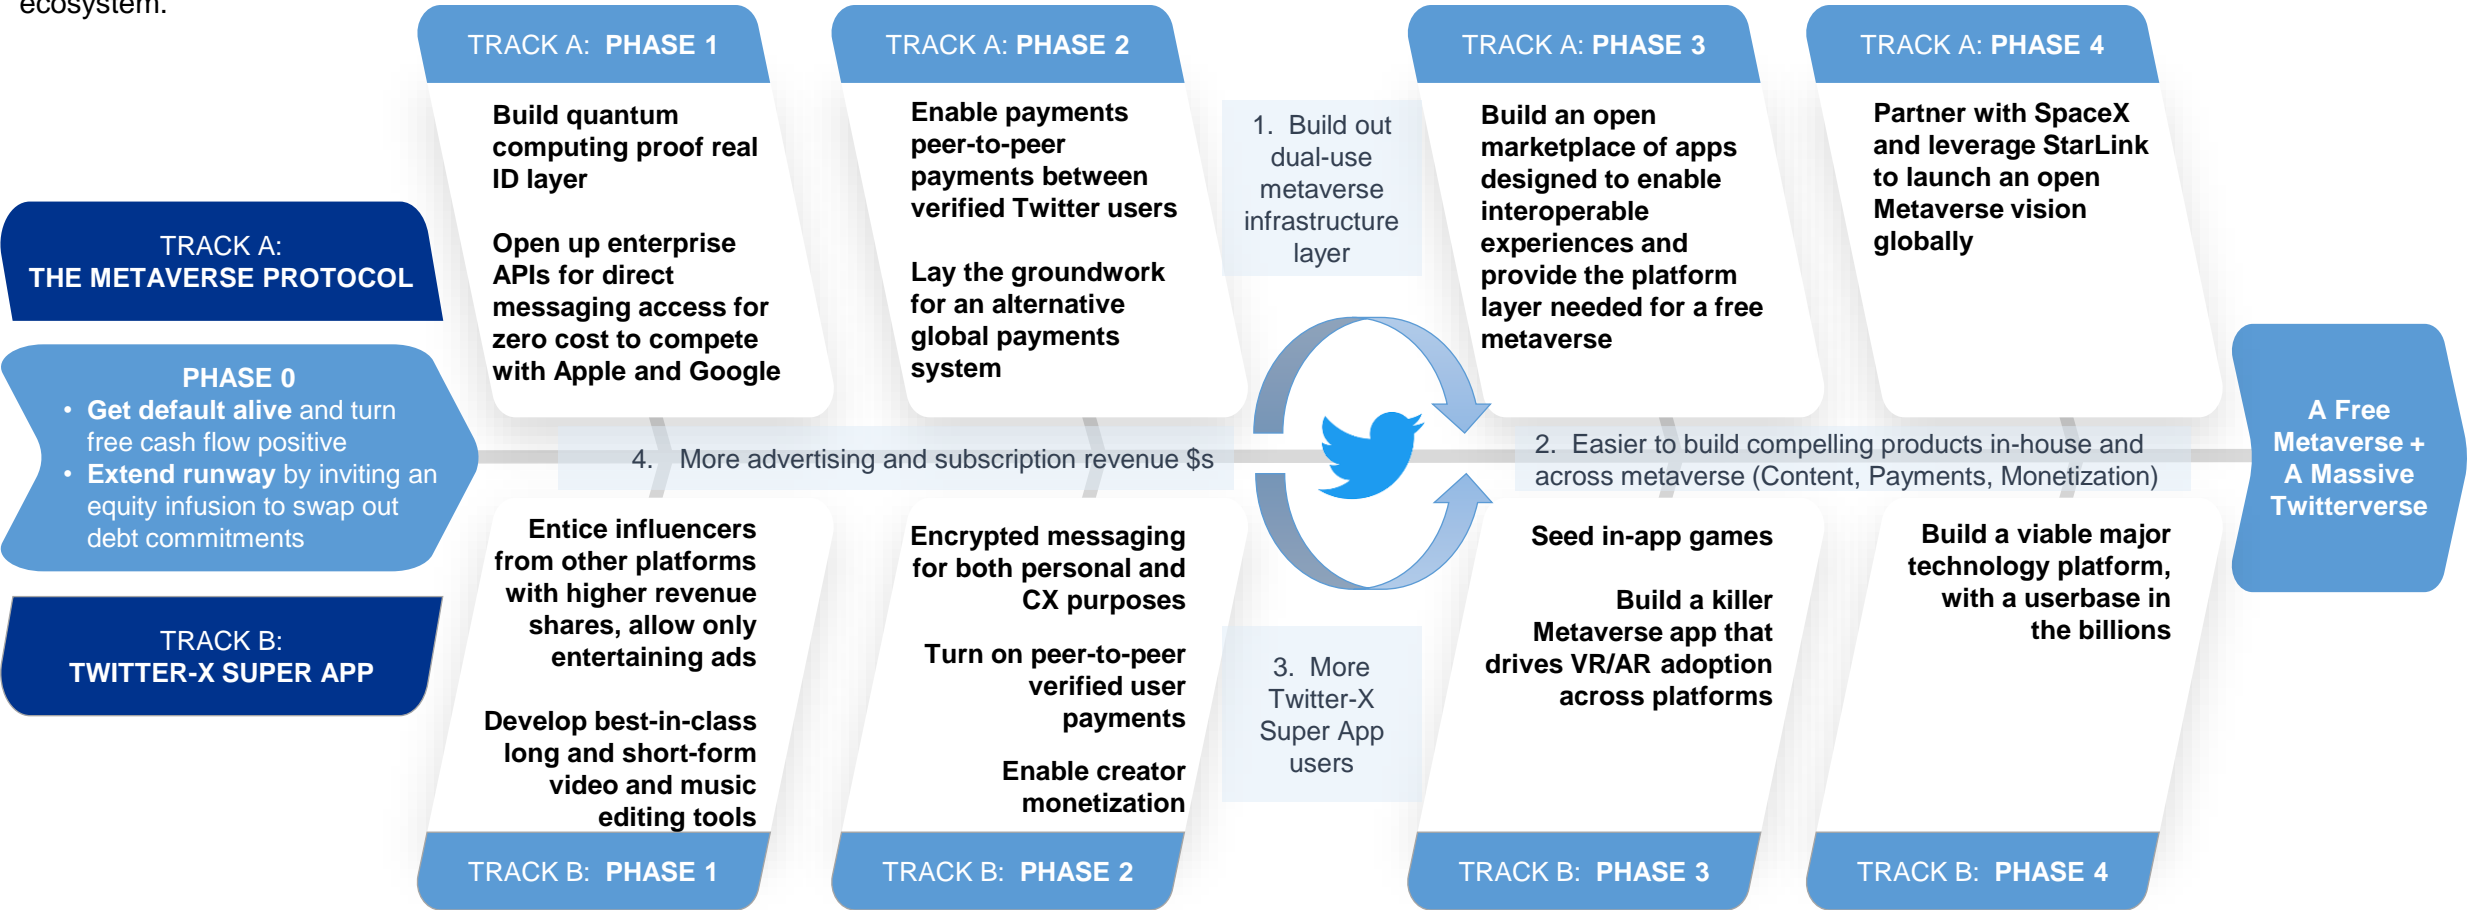 ecosystem.
TRACK A: PHASE 1
Build quantum
computing proof real
ID layer
Open up enterprise
APIs for direct
messaging access for
zero cost to compete
with Apple and Google
TRACK A: PHASE 2
Enable payments
peer-to-peer
payments between
verified Twitter users
Lay the groundwork
for an alternative
global payments
system
1. Build out
dual-use
metaverse
infrastructure
layer
TRACK A: PHASE 3
Build an open
marketplace of apps
designed to enable
interoperable
experiences and
provide the platform
layer needed for a free
metaverse
TRACK A: PHASE 4
Partner with SpaceX
and leverage StarLink
to launch an open
Metaverse vision
globally
TRACK A:
THE METAVERSE PROTOCOL
PHASE 0
• Get default alive and turn
free cash flow positive
• Extend runway by inviting an
equity infusion to swap out
debt commitments
4. More advertising and subscription revenue $s
2. Easier to build compelling products in-house and
across metaverse (Content, Payments, Monetization)
A Free
Metaverse +
A Massive
Twitterverse
TRACK B:
TWITTER-X SUPER APP
Entice influencers
from other platforms
with higher revenue
shares, allow only
entertaining ads
Develop best-in-class
long and short-form
video and music
editing tools
TRACK B: PHASE 1
Encrypted messaging
for both personal and
CX purposes
Turn on peer-to-peer
verified user
payments
Enable creator
monetization
TRACK B: PHASE 2
3. More
Twitter-X
Super App
users
Seed in-app games
Build a killer
Metaverse app that
drives VR/AR adoption
across platforms
TRACK B: PHASE 3
Build a viable major
technology platform,
with a userbase in
the billions
TRACK B: PHASE 4